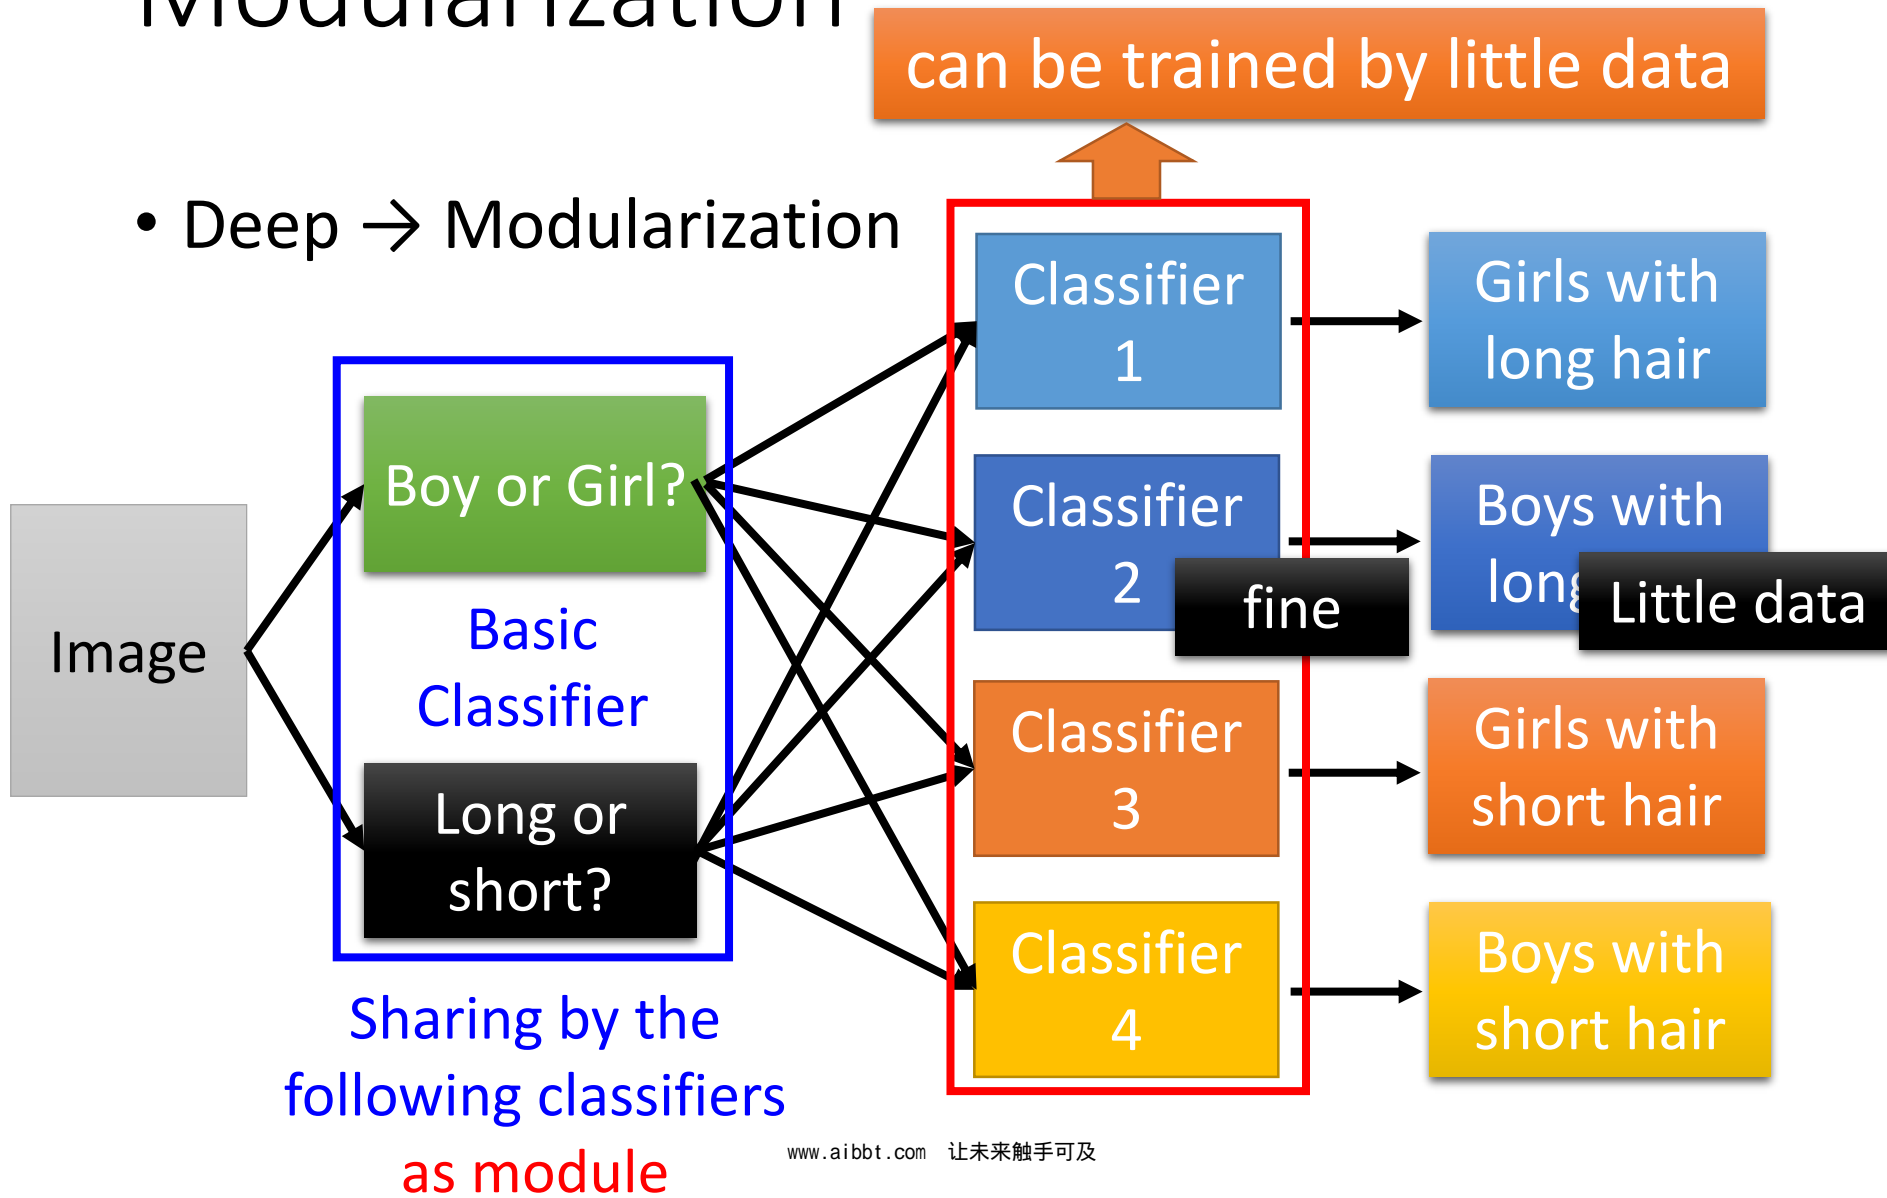 Modularization
can be trained by little data
• Deep → Modularization
Classifier
1
Girls with
long hair
Boy or Girl?
Classifier
2
Boys with
long
fine
Little data
Image
Basic
Classifier
Classifier
3
Girls with
short hair
Long or
short?
Classifier
4
Boys with
short hair
Sharing by the
following classifiers
as module
www.aibbt.com 让未来触手可及